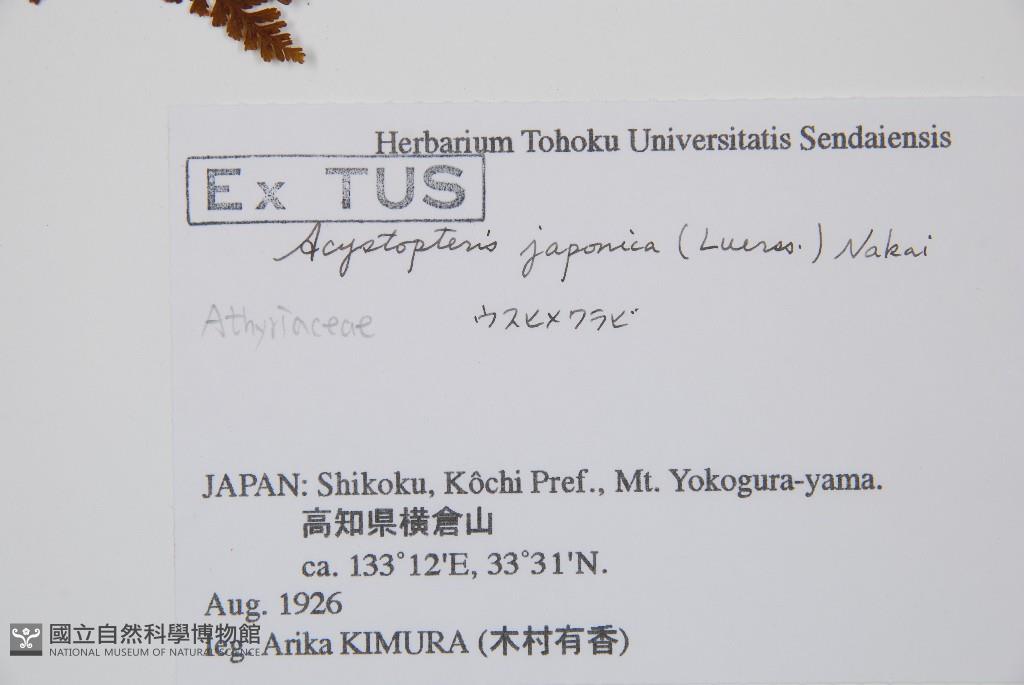 Herbarium Tohoku Universitatis Sendaiensis
Ex TUS
Acystopteris japonica (Luerss.) Nakai
Athyriaceae ウスヒメワラビ
JAPAN: Shikoku, Kôchi Pref., Mt. Yokogura-yama.
高知県横倉山
ca. 133°12'E, 33°31'N.
Aug. 1926
leg. Arika KIMURA (木村有香)
國立自然科學博物館
NATIONAL MUSEUM OF NATURAL SCIENCE